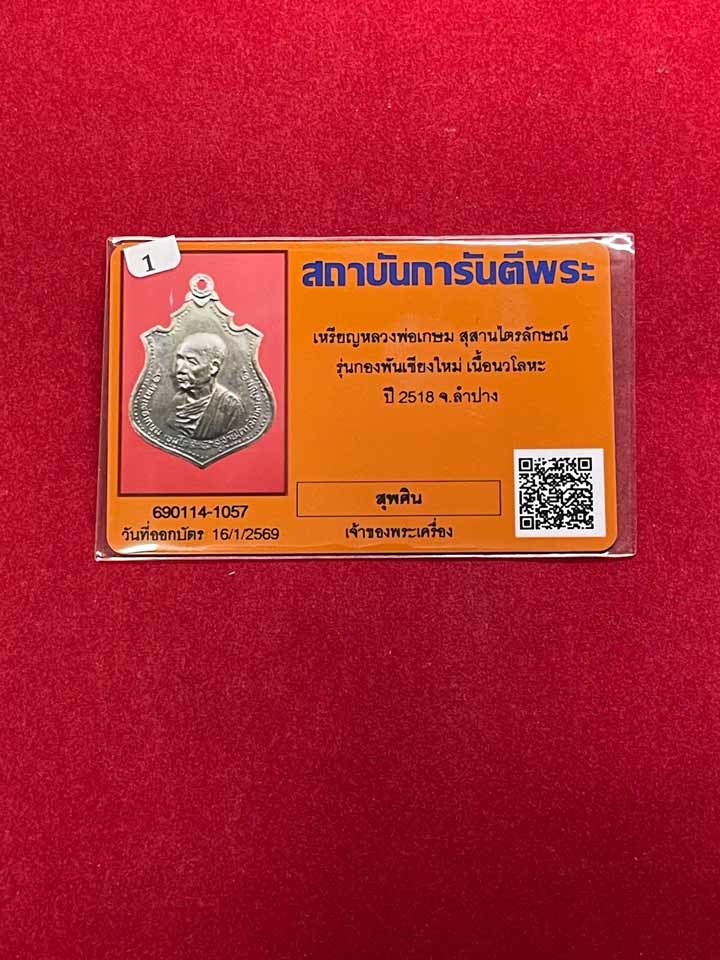 1
สถาบันการันตีพระ
เหรียญหลวงพ่อเกษม สุสานไตรลักษณ์
รุ่นกองพันเชียงใหม่ เนื้อนวโลหะ
ปี 2518 จ.ลำปาง
690114-1057
วันที่ออกบัตร 16/1/2569
สุพศิน
เจ้าของพระเครื่อง